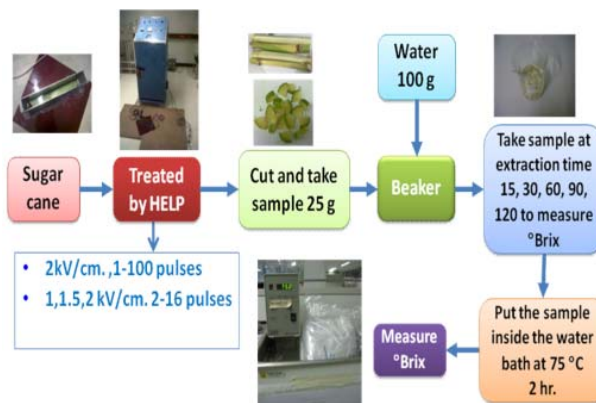 Sugar
cane
Treated
by HELP
• 2kV/cm. ,1-100 pulses
• 1,1.5,2 kV/cm. 2-16 pulses
Cut and take
sample 25 g
Water
100 g
Beaker
Take sample at
extraction time
15, 30, 60, 90,
120 to measure
°Brix
Put the sample
inside the water
bath at 75 °C
2 hr.
Measure
°Brix